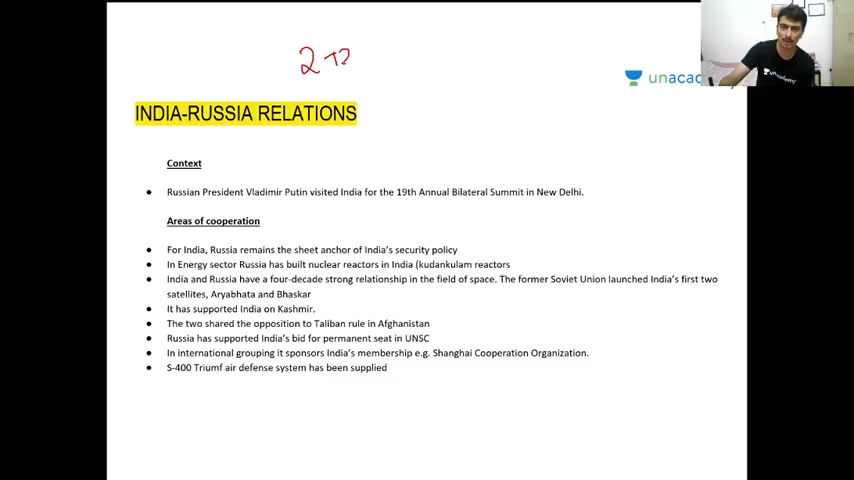 2+2
unaca
INDIA-RUSSIA RELATIONS
Context
● Russian President Vladimir Putin visited India for the 19th Annual Bilateral Summit in New Delhi.
Areas of cooperation
● For India, Russia remains the sheet anchor of India's security policy
● In Energy sector Russia has built nuclear reactors in India (kudankulam reactors
● India and Russia have a four-decade strong relationship in the field of space. The former Soviet Union launched India's first two
satellites, Aryabhata and Bhaskar
● It has supported India on Kashmir.
● The two shared the opposition to Taliban rule in Afghanistan
● Russia has supported India's bid for permanent seat in UNSC
● In international grouping it sponsors India's membership e.g. Shanghai Cooperation Organization.
● S-400 Triumf air defense system has been supplied